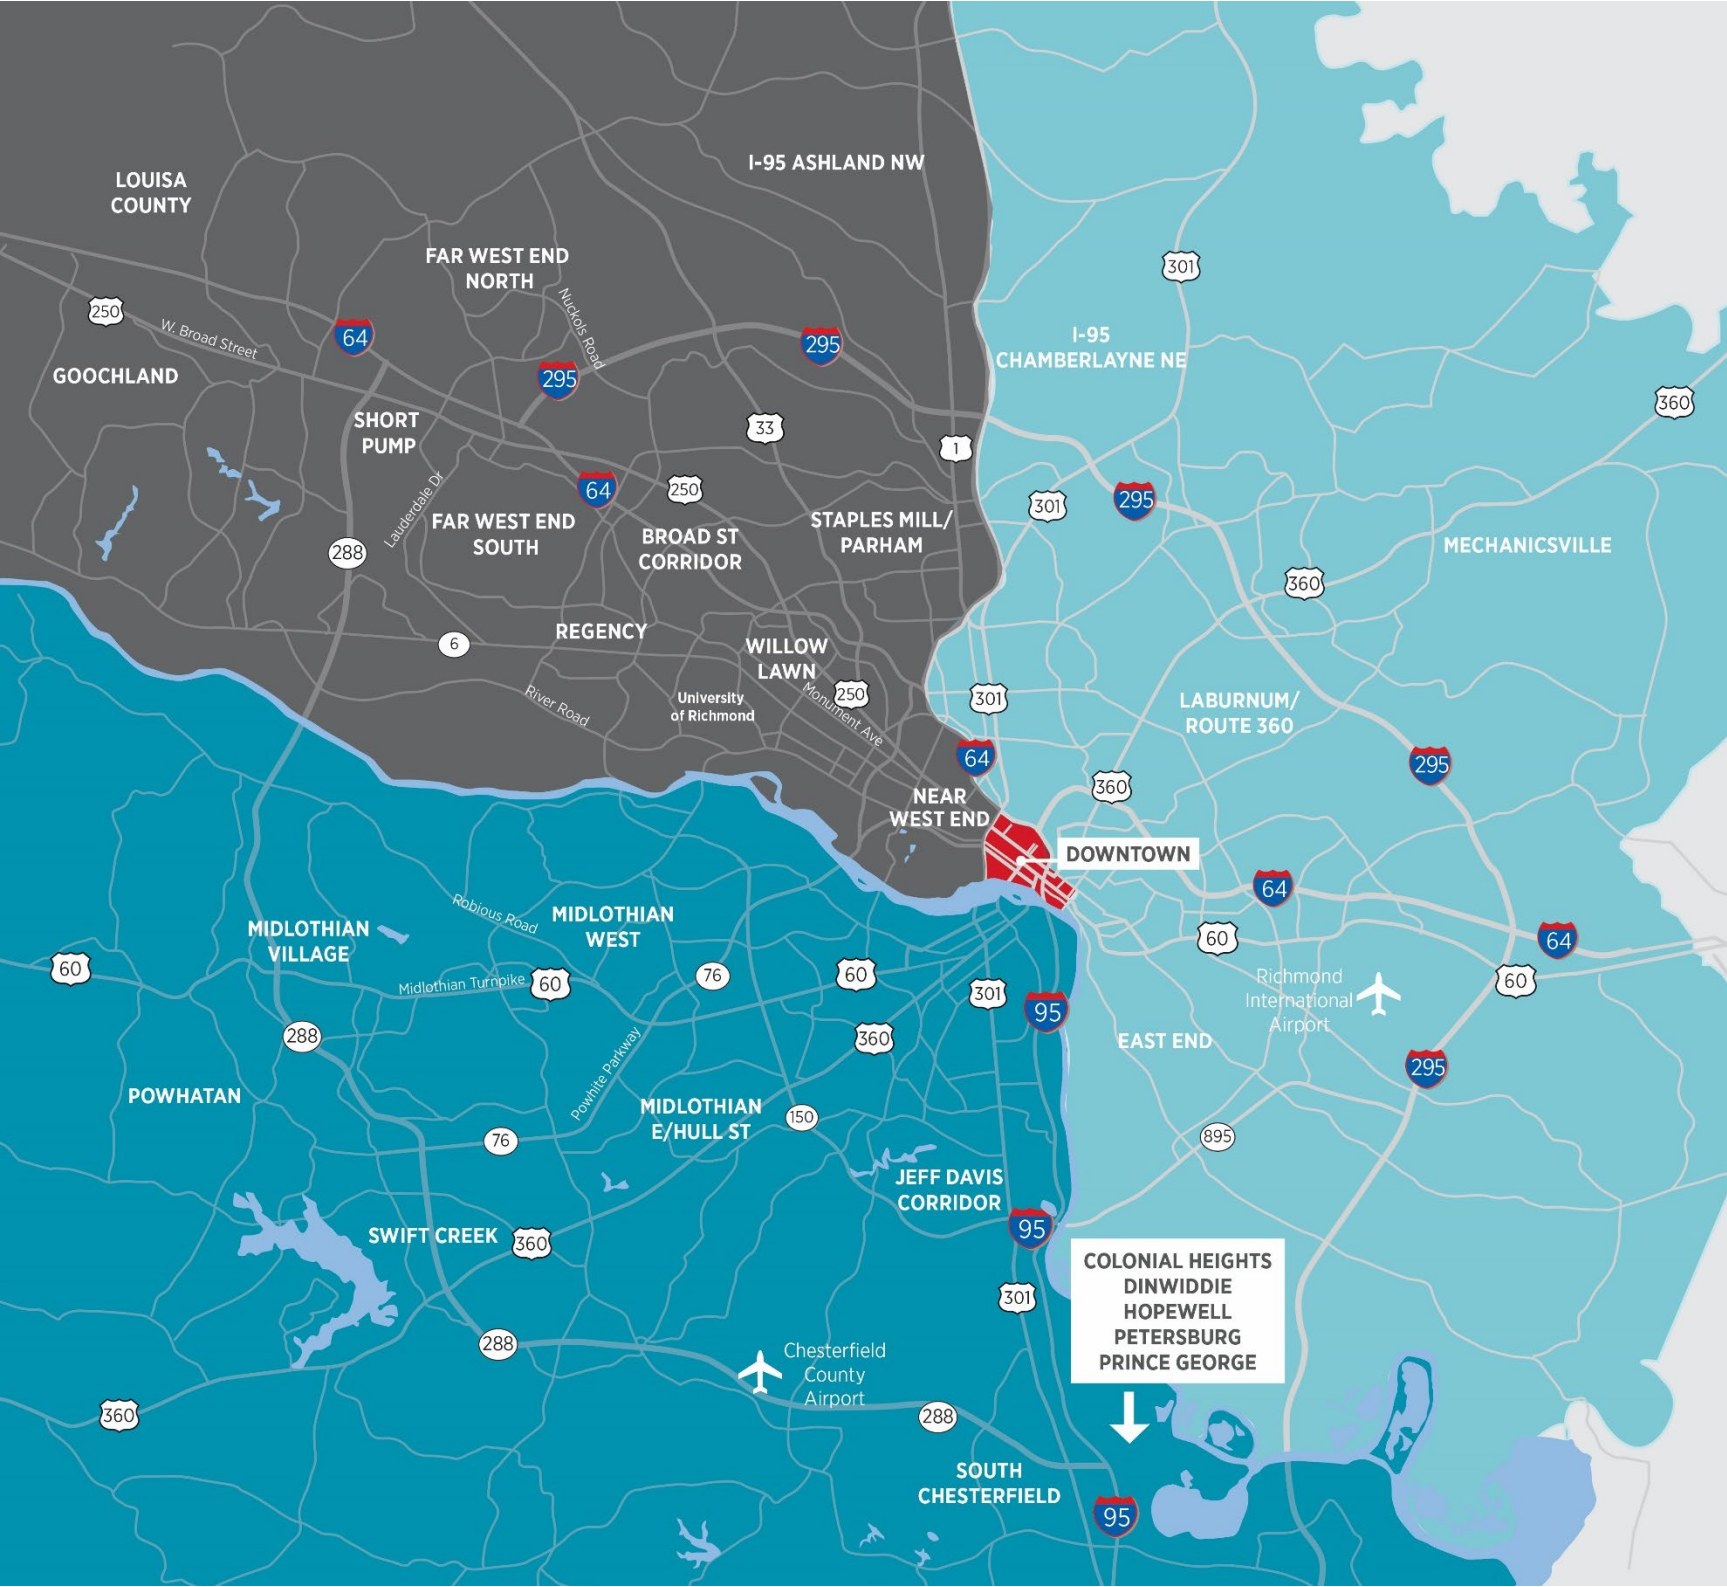 I-95 ASHLAND NW
LOUISA
COUNTY
FAR WEST END
NORTH
301
250
W. Broad Street
64
Nuckols Road
295
295
I-95
CHAMBERLAYNE NE
GOOCHLAND
360
SHORT
PUMP
33
1
64
250
301
295
Lauderdale Dr
FAR WEST END
SOUTH
BROAD ST
CORRIDOR
STAPLES MILL/
PARHAM
MECHANICSVILLE
288
360
6
REGENCY
WILLOW
LAWN
River Road
University
of Richmond
250
Monument Ave
301
LABURNUM/
ROUTE 360
64
295
360
NEAR
WEST END
DOWNTOWN
64
Robious Road
MIDLOTHIAN
WEST
MIDLOTHIAN
VILLAGE
60
64
60
Midlothian Turnpike
60
76
60
301
95
Richmond
International
Airport
60
288
360
EAST END
295
Powhite Parkway
POWHATAN
MIDLOTHIAN
E/HULL ST
150
76
895
JEFF DAVIS
CORRIDOR
SWIFT CREEK
360
95
COLONIAL HEIGHTS
DINWIDDIE
HOPEWELL
PETERSBURG
PRINCE GEORGE
301
288
Chesterfield
County
Airport
360
288
SOUTH
CHESTERFIELD
95